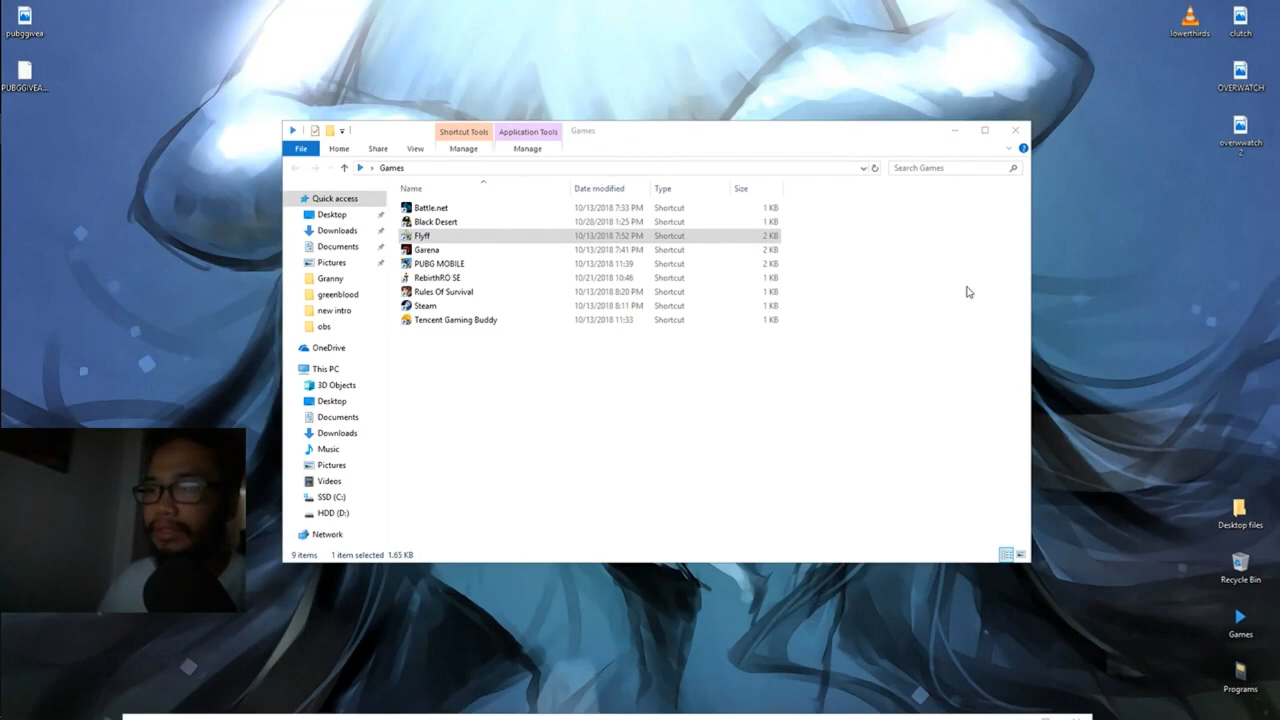 pubggivea
PUBGGIVEA...
lowerthirds
clutch
OVERWATCH
overwwatch
2
Shortcut Tools
Application Tools
Games
File
Home
Share
View
Manage
Manage
Games
Search Games
Name
Date modified
Type
Size
Quick access
Desktop
Downloads
Documents
Pictures
Granny
greenblood
new intro
obs
OneDrive
This PC
3D Objects
Desktop
Documents
Downloads
Music
Pictures
Videos
SSD (C:)
HDD (D:)
Network
Battle.net 10/13/2018 7:33 PM Shortcut 1 KB
Black Desert 10/28/2018 1:25 PM Shortcut 1 KB
Flyff 10/13/2018 7:52 PM Shortcut 2 KB
Garena 10/13/2018 7:41 PM Shortcut 2 KB
PUBG MOBILE 10/13/2018 11:39 Shortcut 2 KB
RebirthRO SE 10/21/2018 10:46 Shortcut 1 KB
Rules Of Survival 10/13/2018 8:20 PM Shortcut 1 KB
Steam 10/13/2018 8:11 PM Shortcut 1 KB
Tencent Gaming Buddy 10/13/2018 11:33 Shortcut 1 KB
9 items 1 item selected 1.65 KB
Desktop files
Recycle Bin
Games
Programs